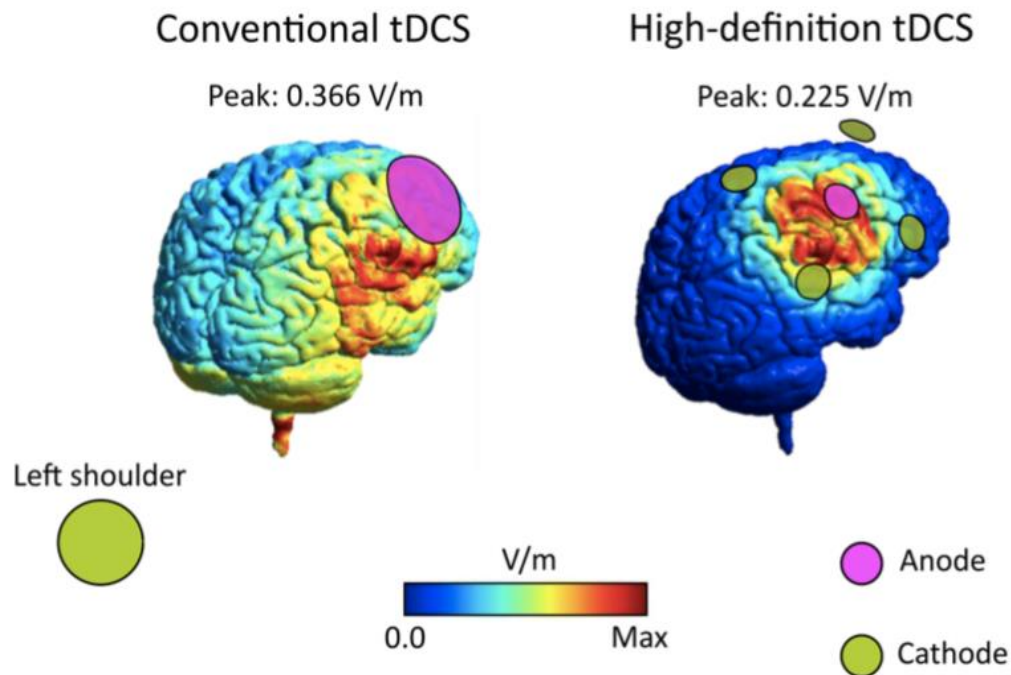 Conventional tDCS
High-definition tDCS
Peak: 0.366 V/m
Peak: 0.225 V/m
Left shoulder
V/m
0.0
Max
Anode
Cathode